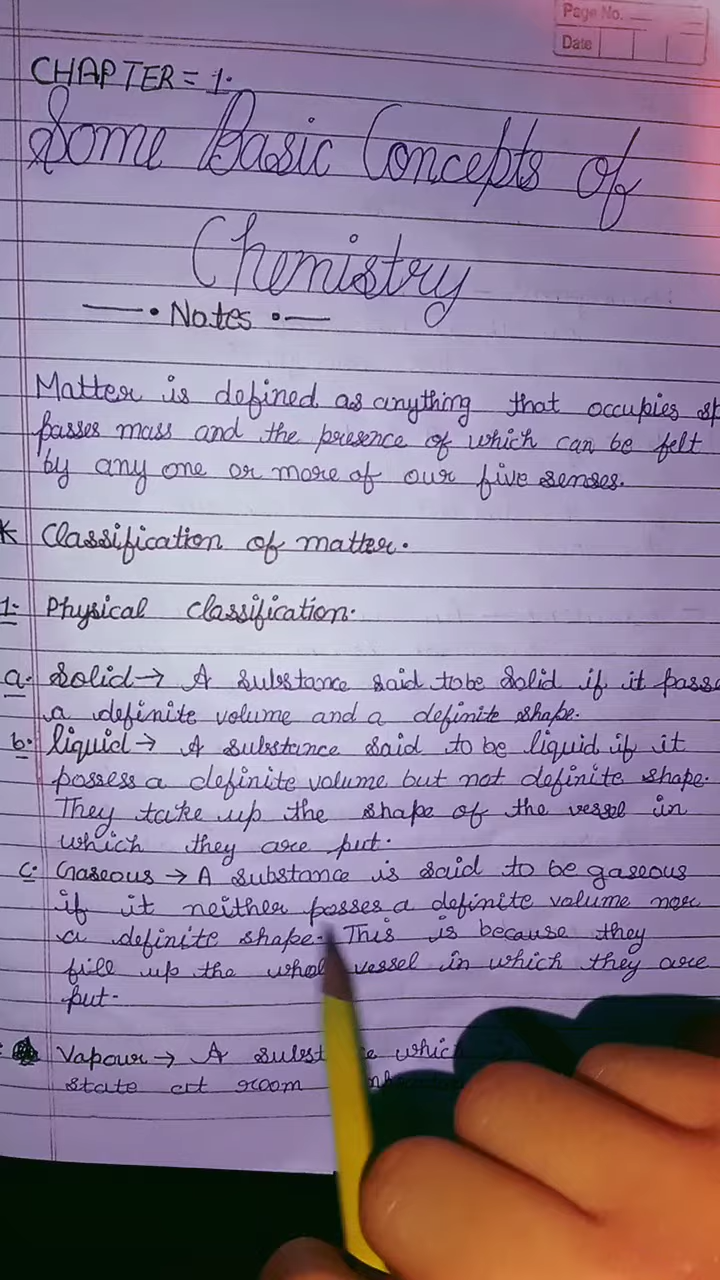 Page No.
Date
CHAPTER = 1.
Some Basic Concepts of
Chemistry
Notes
Matter is defined as anything that occupies
passes mass and the presence of which can be felt
by any one or more of our five senses.
Classification of matter.
1. Physical Classification.
a. Solid → A substance said tobe solid if it
a definite volume and a definite shape.
b. liquid → A substance said to be liquid if it
possess a definite volume but not definite shape.
They take up the shape of the vessel in
which they are put.
c. Gaseous → A substance is said to be gaseous
if it neither posses a definite volume nor
a definite shape. This is because they
fill up the vessel in which they are
put.
Vapour → A
state at room